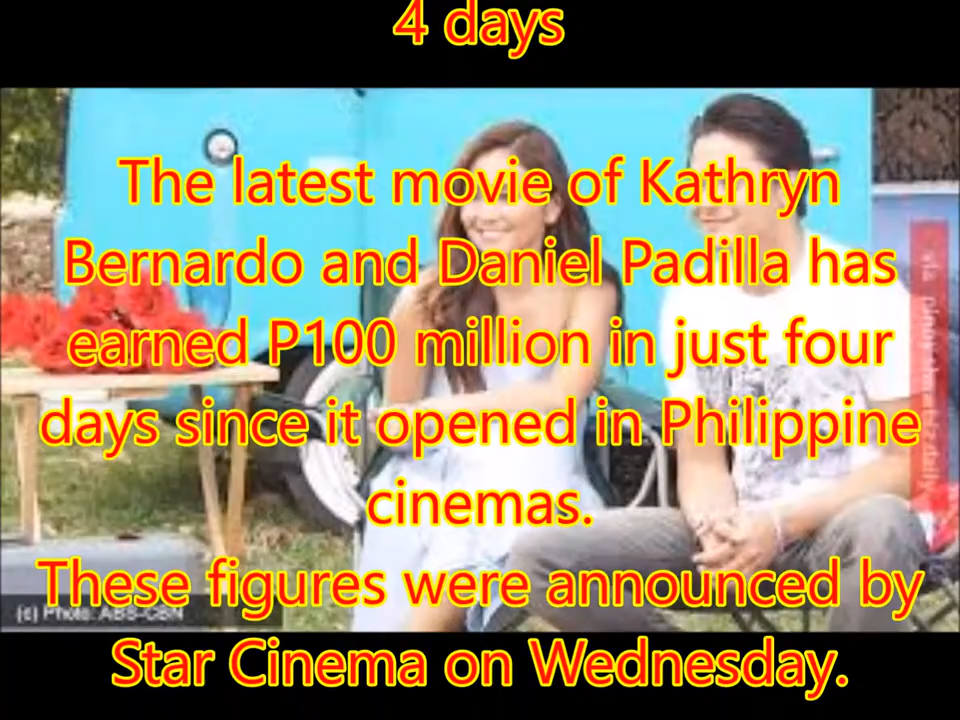 4 days
The latest movie of Kathryn
Bernardo and Daniel Padilla has
earned P100 million in just four
days since it opened in Philippine
cinemas.
These figures were announced by
(c) Photo: ABS-CBN
Star Cinema on Wednesday.